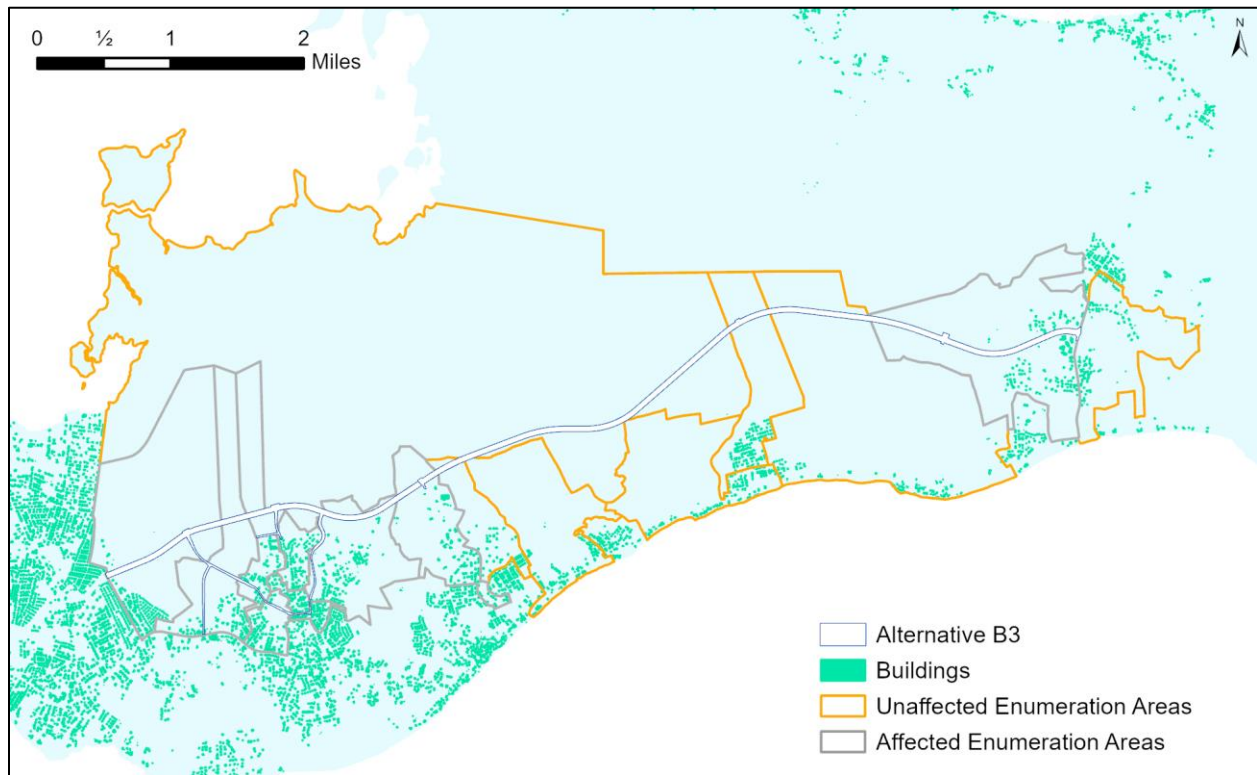 0 ½ 1 2
Miles
N
Alternative B3
Buildings
Unaffected Enumeration Areas
Affected Enumeration Areas